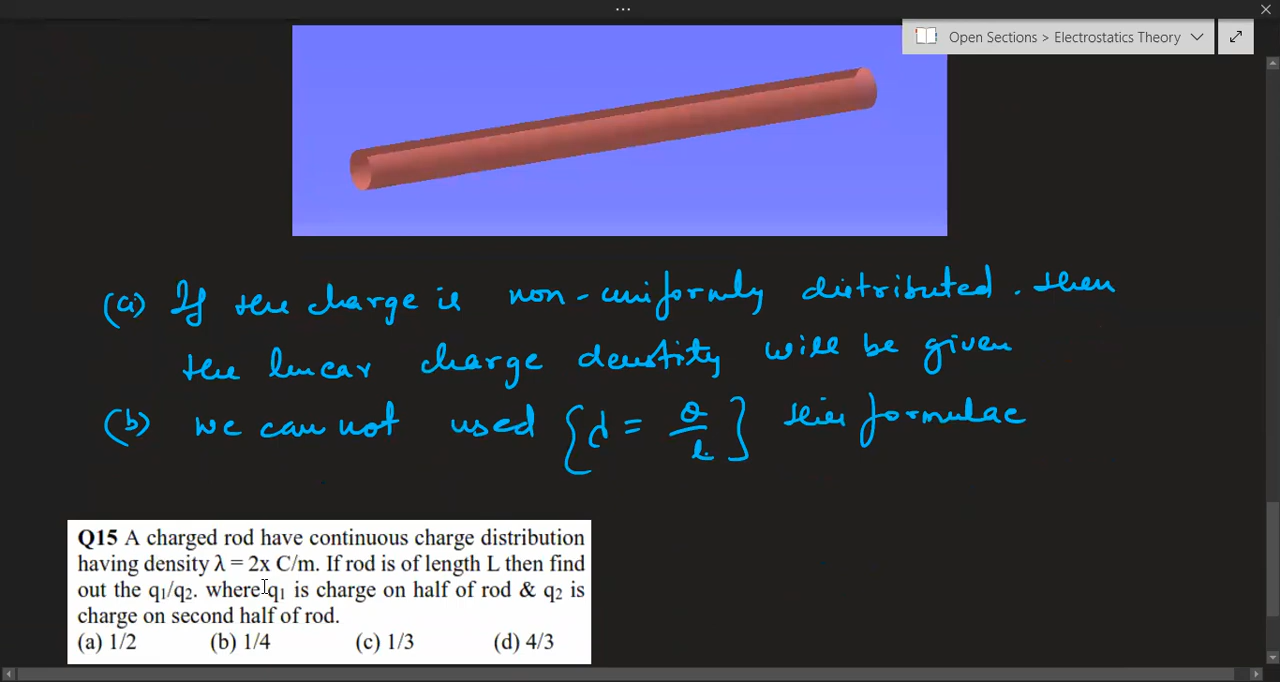 Open Sections > Electrostatics Theory
(a) If the charge is non-uniformly distributed. then
the linear charge denstity will be given
(b) we can not used {λ = Q/L} this formulae
Q15 A charged rod have continuous charge distribution
having density λ = 2x C/m. If rod is of length L then find
out the q₁/q₂. where q₁ is charge on half of rod & q₂ is
charge on second half of rod.
(a) 1/2 (b) 1/4 (c) 1/3 (d) 4/3